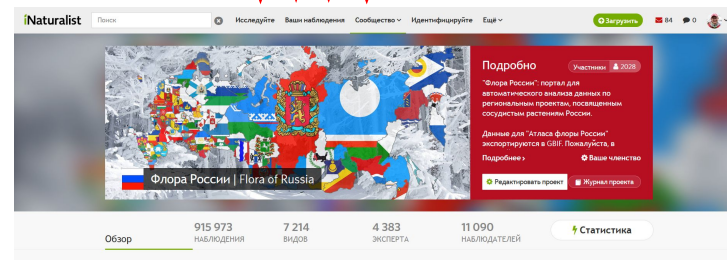 iNaturalist Поиск Исследуйте Ваши наблюдения Сообщество Идентифицируйте Ещё Загрузить 84 0
Подробно Участники 2028
"Флора России": портал для
автоматического анализа данных по
региональным проектам, посвященным
сосудистым растениям России.
Данные для "Атласа флоры России"
экспортируются в GBIF. Пожалуйста, в
Подробнее > Ваше членство
Флора России | Flora of Russia
Редактировать проект Журнал проекта
Обзор
915 973
НАБЛЮДЕНИЯ
7 214
ВИДОВ
4 383
ЭКСПЕРТА
11 090
НАБЛЮДАТЕЛЕЙ
Статистика